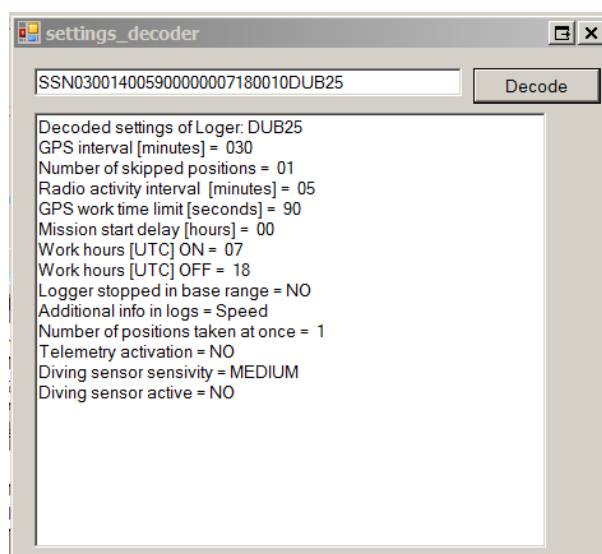 settings_decoder
SSN030014005900000007180010DUB25
Decode
Decoded settings of Loger: DUB25
GPS interval [minutes] = 030
Number of skipped positions = 01
Radio activity interval [minutes] = 05
GPS work time limit [seconds] = 90
Mission start delay [hours] = 00
Work hours [UTC] ON = 07
Work hours [UTC] OFF = 18
Logger stopped in base range = NO
Additional info in logs = Speed
Number of positions taken at once = 1
Telemetry activation = NO
Diving sensor sensivity = MEDIUM
Diving sensor active = NO